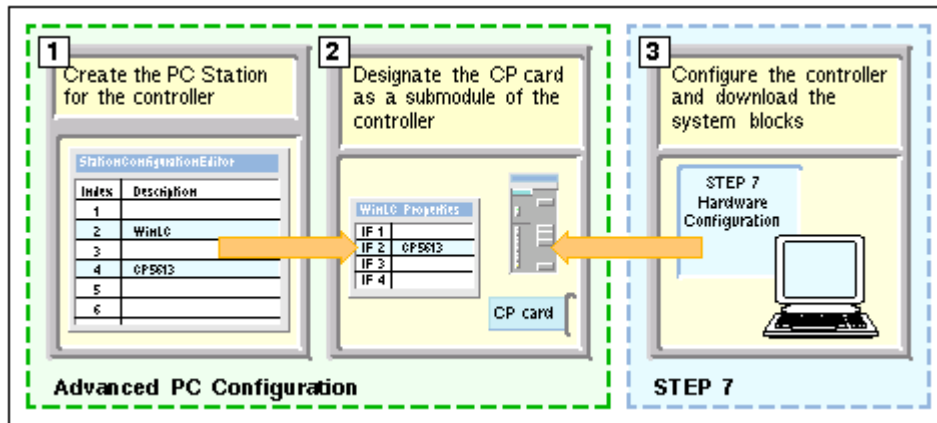 1
Create the PC Station
for the controller
StationConfigurationEditor
Index Description
1
2 WinLC
3
4 CP5613
5
6
2
Designate the CP card
as a submodule of the
controller
WinLC Properties
IF 1
IF 2 CP5613
IF 3
IF 4
CP card
Advanced PC Configuration
3
Configure the controller
and download the
system blocks
STEP 7
Hardware
Configuration
STEP 7